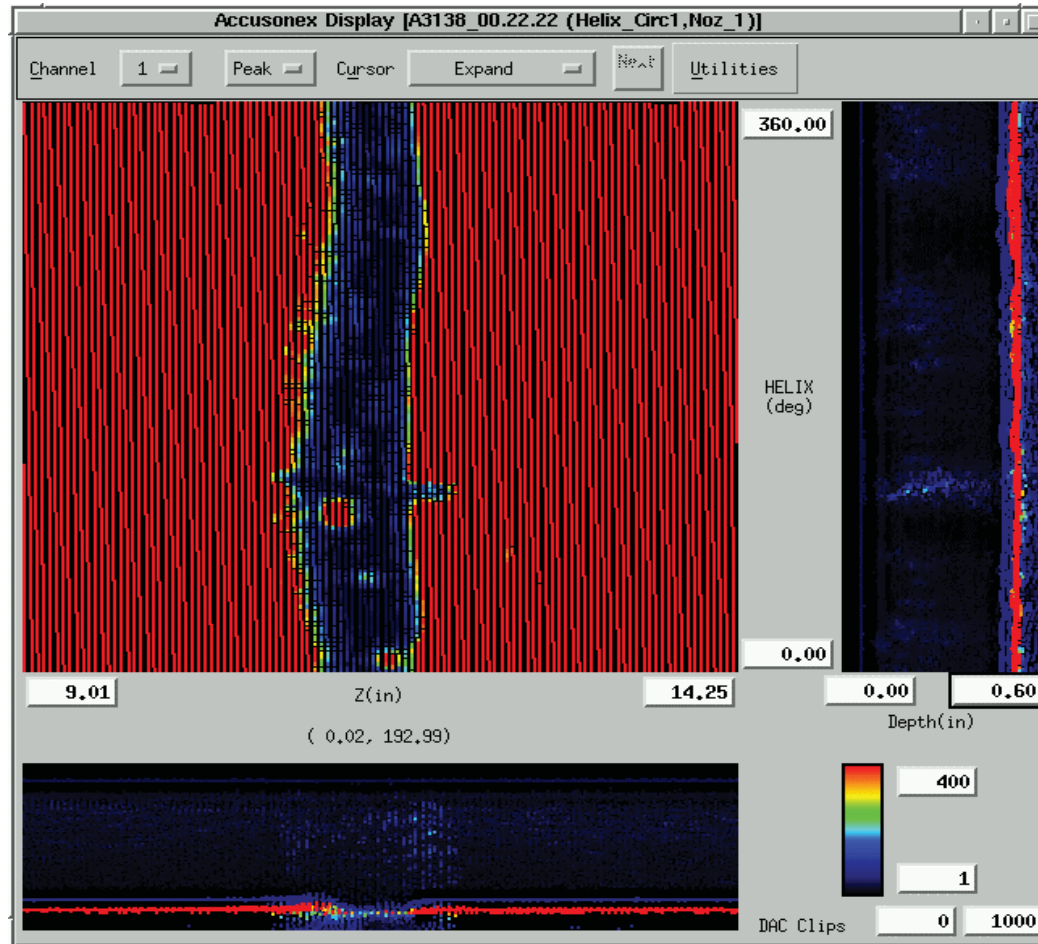 Accusonex Display [A3138_00.22.22 (Helix_Circ1,Noz_1)]
Channel 1 Peak Cursor Expand Next Utilities
360.00
HELIX
(deg)
0.00
9.01 Z(in) 14.25 0.00 0.60
Depth(in)
( 0.02, 192.99)
400
1
DAC Clips 0 1000